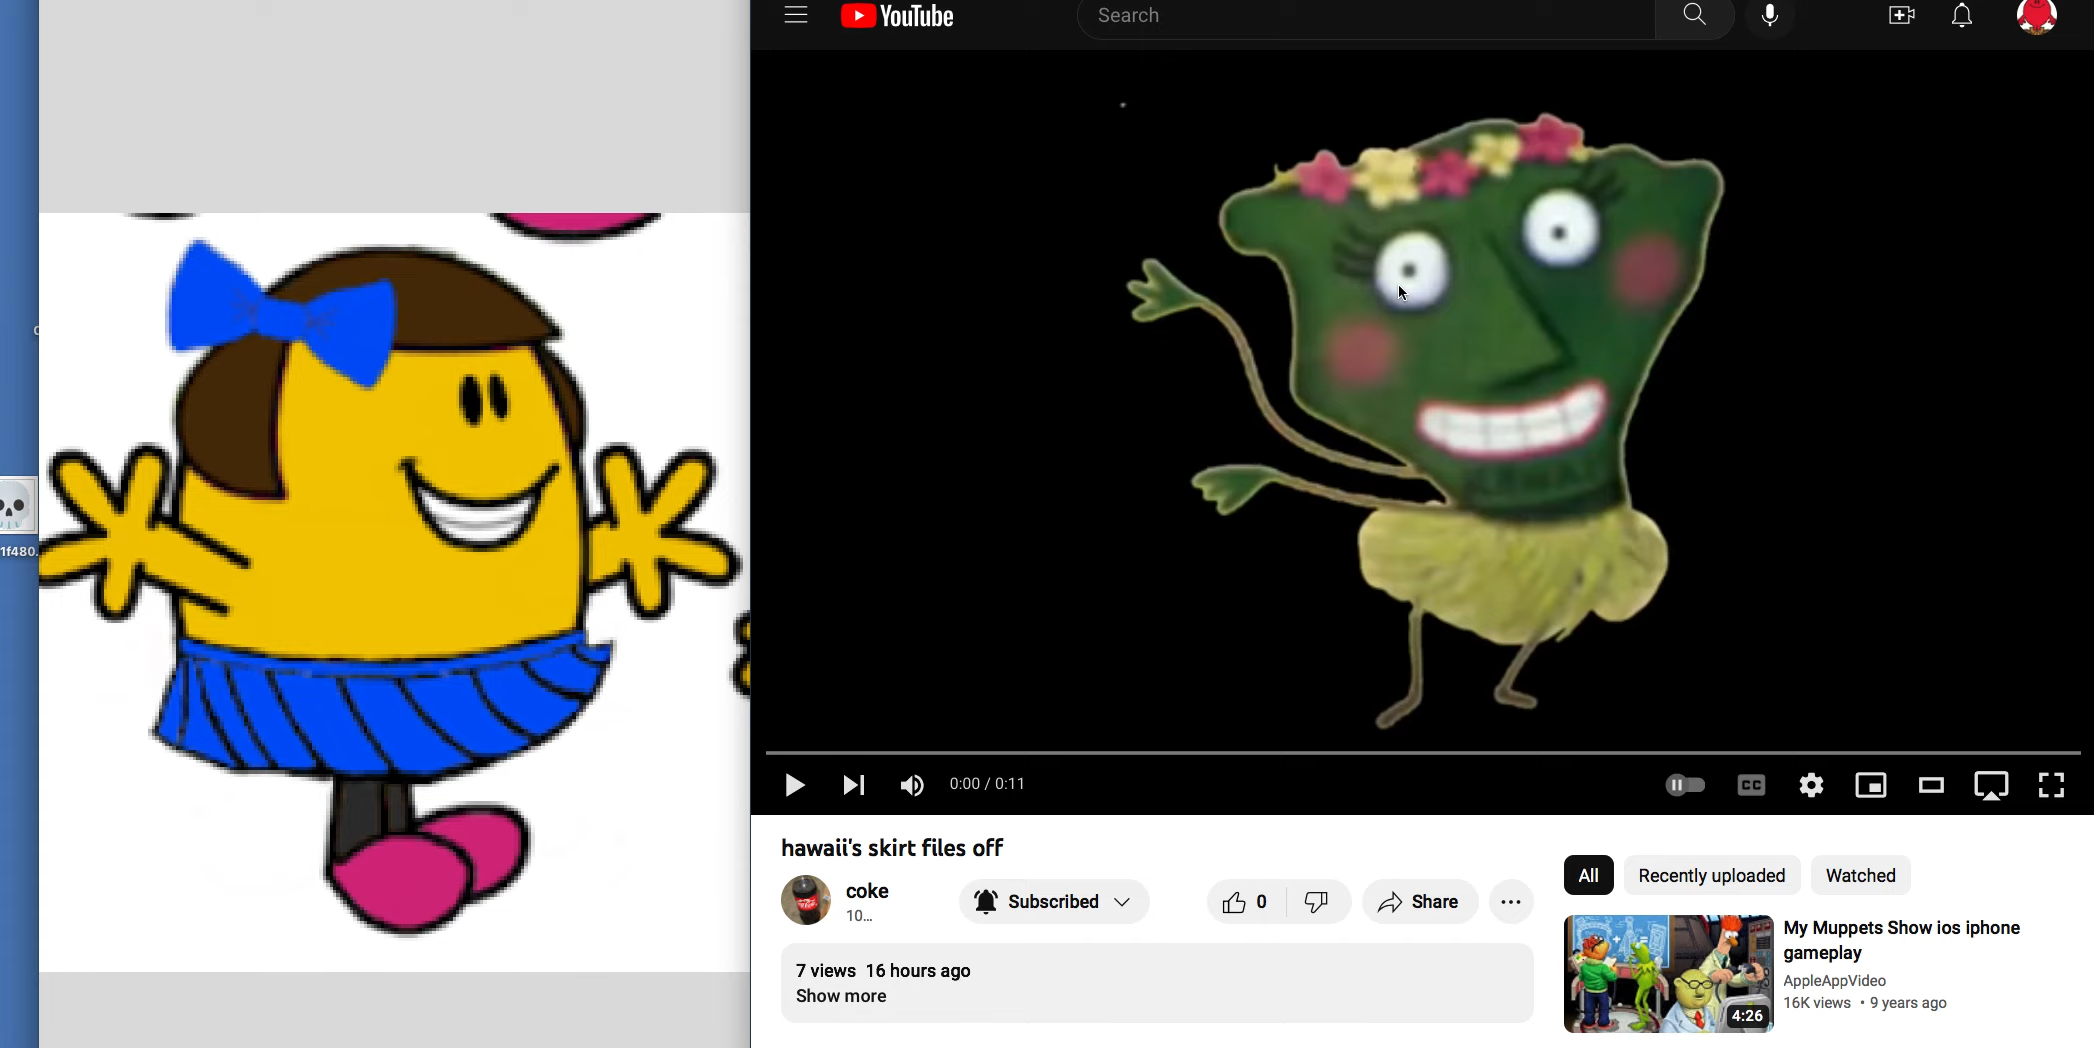 YouTube
Search
1f480.
0:00 / 0:11
CC
hawaii's skirt files off
coke
10...
Subscribed
0
Share
7 views 16 hours ago
Show more
All
Recently uploaded
Watched
My Muppets Show ios iphone
gameplay
AppleAppVideo
16K views • 9 years ago
4:26